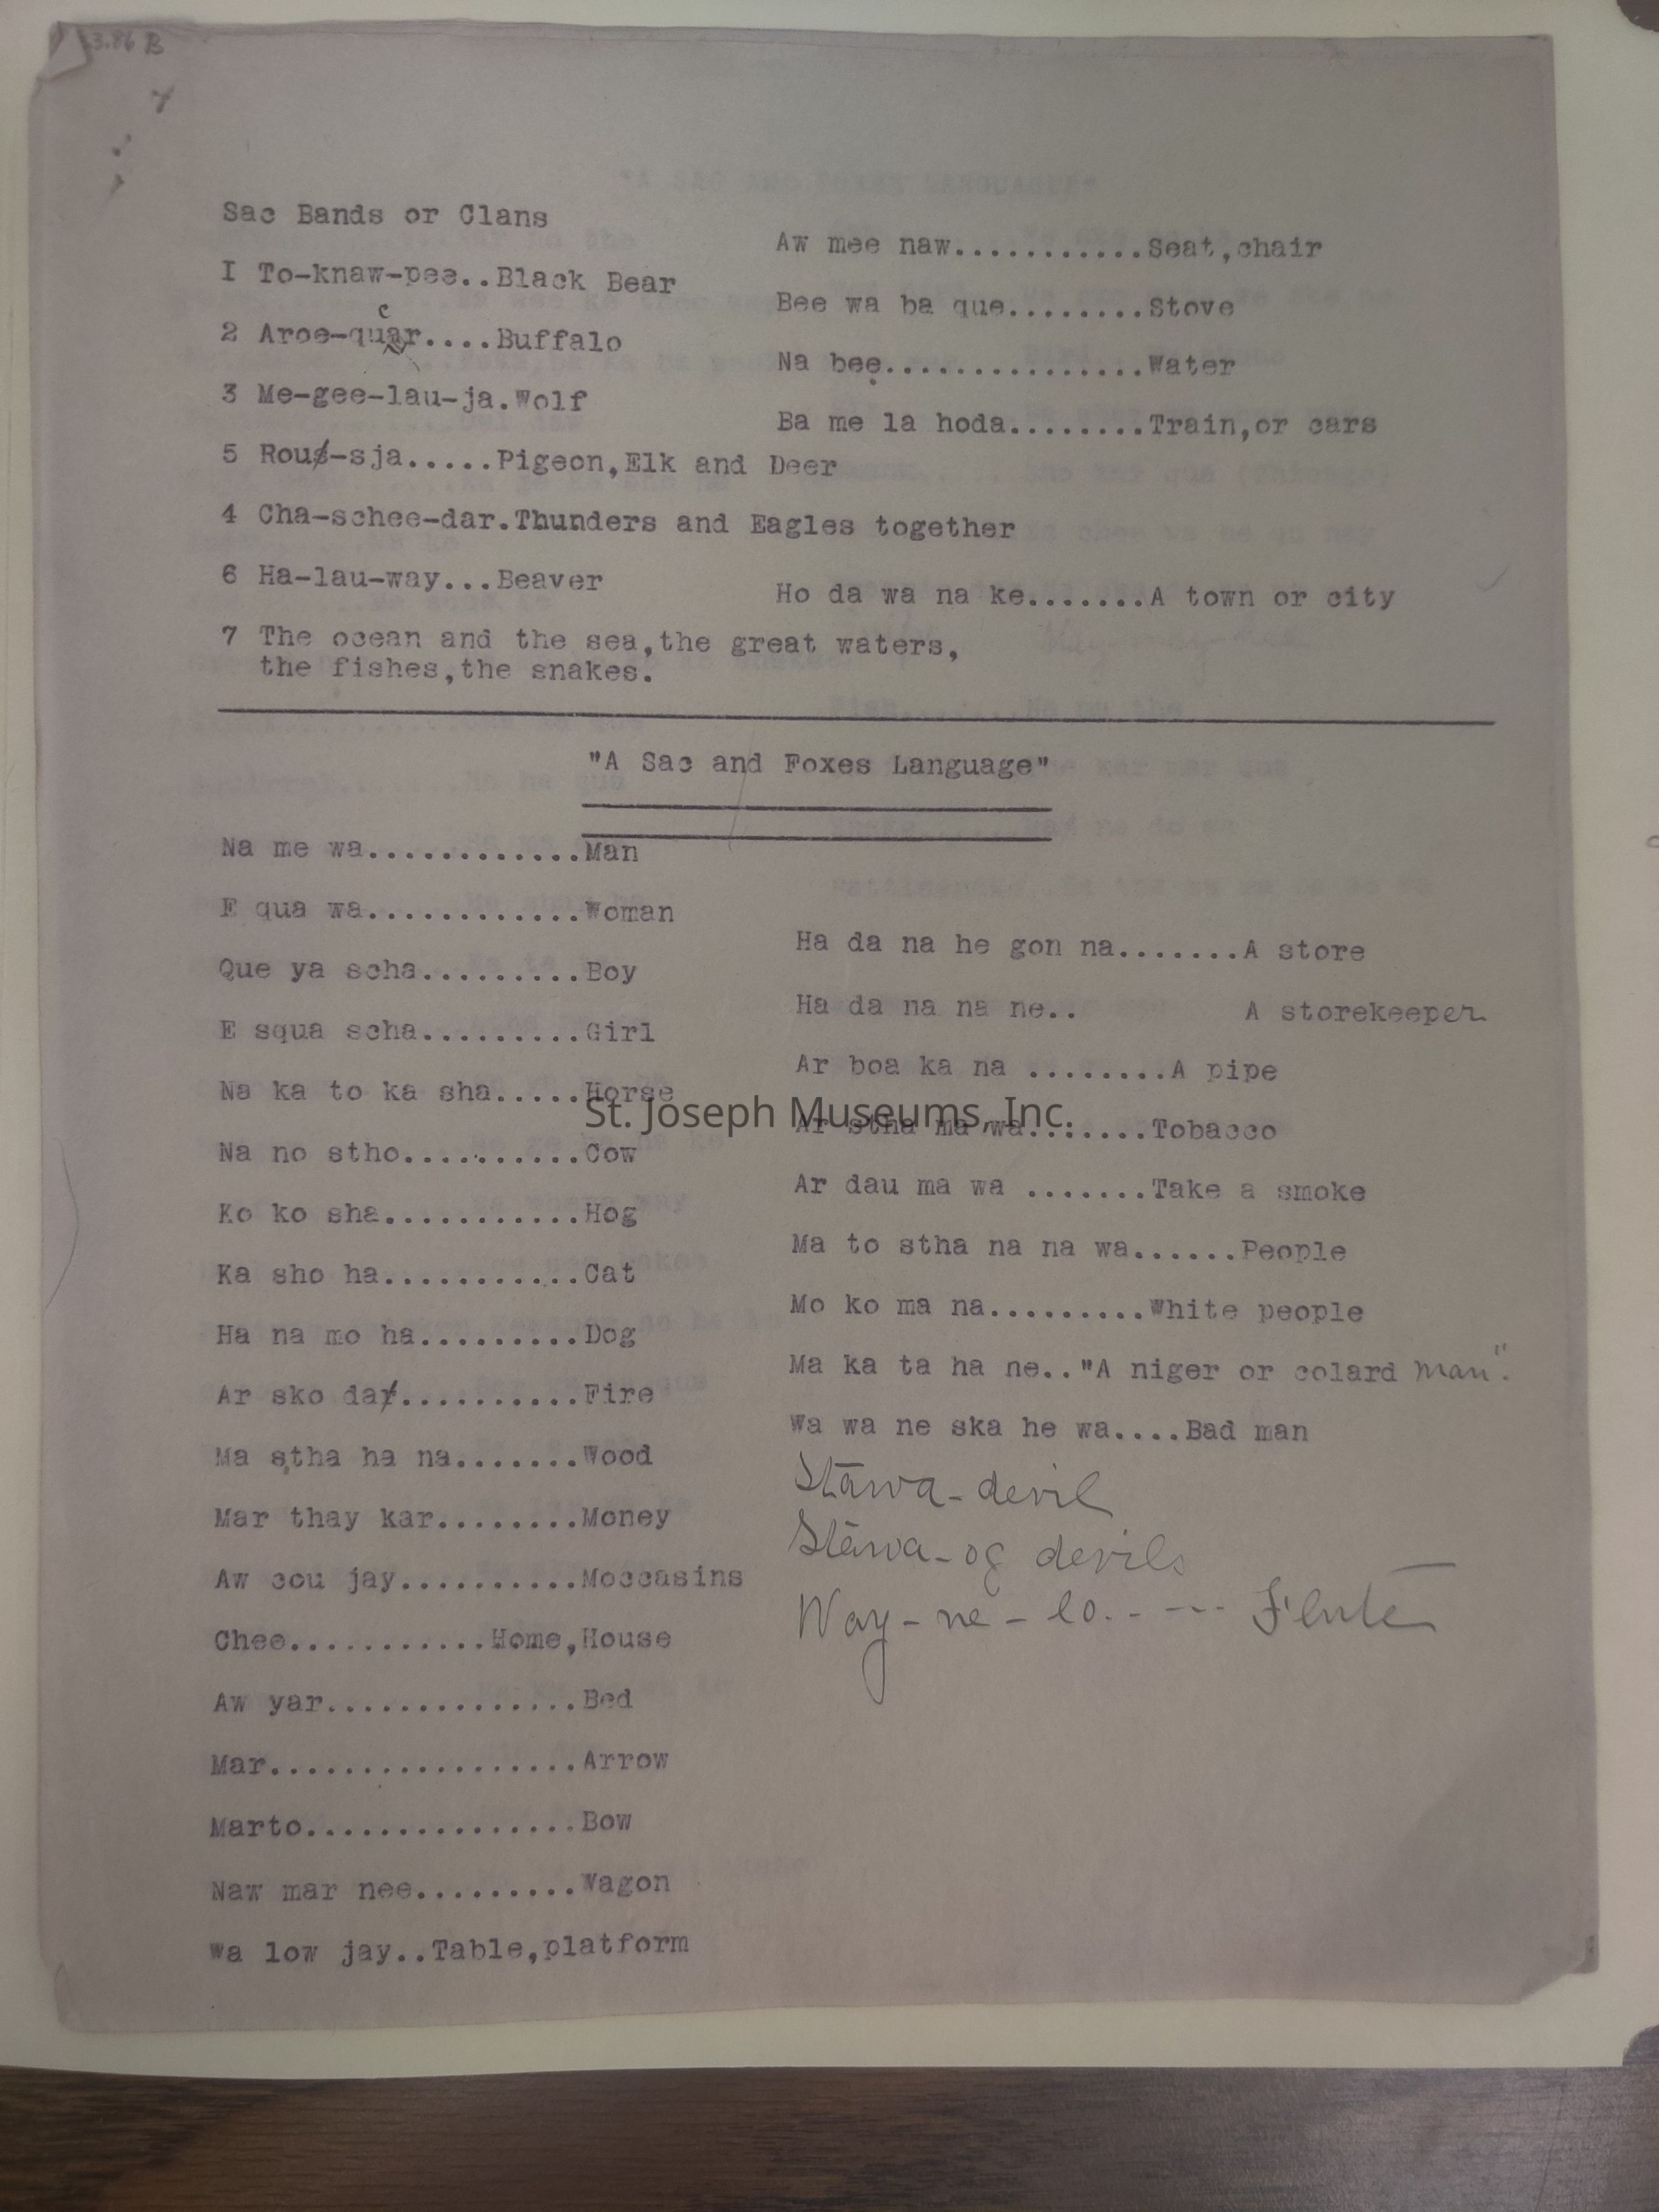 3.86 B
Sac Bands or Clans
I To-knaw-pee..Black Bear
2 Aroe-quar....Buffalo
3 Me-gee-lau-ja.Wolf
5 Rous-sja.....Pigeon,Elk and Deer
4 Cha-schee-dar.Thunders and Eagles together
6 Ha-lau-way...Beaver
7 The ocean and the sea,the great waters,
the fishes,the snakes.
Aw mee naw...........Seat,chair
Bee wa ba que........Stove
Na bee...............Water
Ba me la hoda........Train,or cars
Ho da wa na ke.......A town or city
"A Sac and Foxes Language"
Na me wa............Man
E qua wa............Woman
Que ya scha.........Boy
E squa scha.........Girl
Na ka to ka sha.....Horse
Na no stho..........Cow
Ko ko sha...........Hog
Ka sho ha...........Cat
Ha na mo ha.........Dog
Ar sko dar..........Fire
Ma stha ha na.......Wood
Mar thay kar........Money
Aw cou jay..........Moccasins
Chee...........Home,House
Aw yar..............Bed
Mar.................Arrow
Marto...............Bow
Naw mar nee.........Wagon
Wa low jay..Table,platform
Ha da na he gon na.......A store
Ha da na na ne.. A storekeeper
Ar boa ka na ........A pipe
Ar stha ma wa.......Tobacco
Ar dau ma wa .......Take a smoke
Ma to stha na na wa......People
Mo ko ma na.........White people
Ma ka ta ha ne.."A niger or colard man".
Wa wa ne ska he wa....Bad man
Stāwa - devil
Stāwa - og devils
Way - ne - lo. - - --- Flute
St. Joseph Museums, Inc.